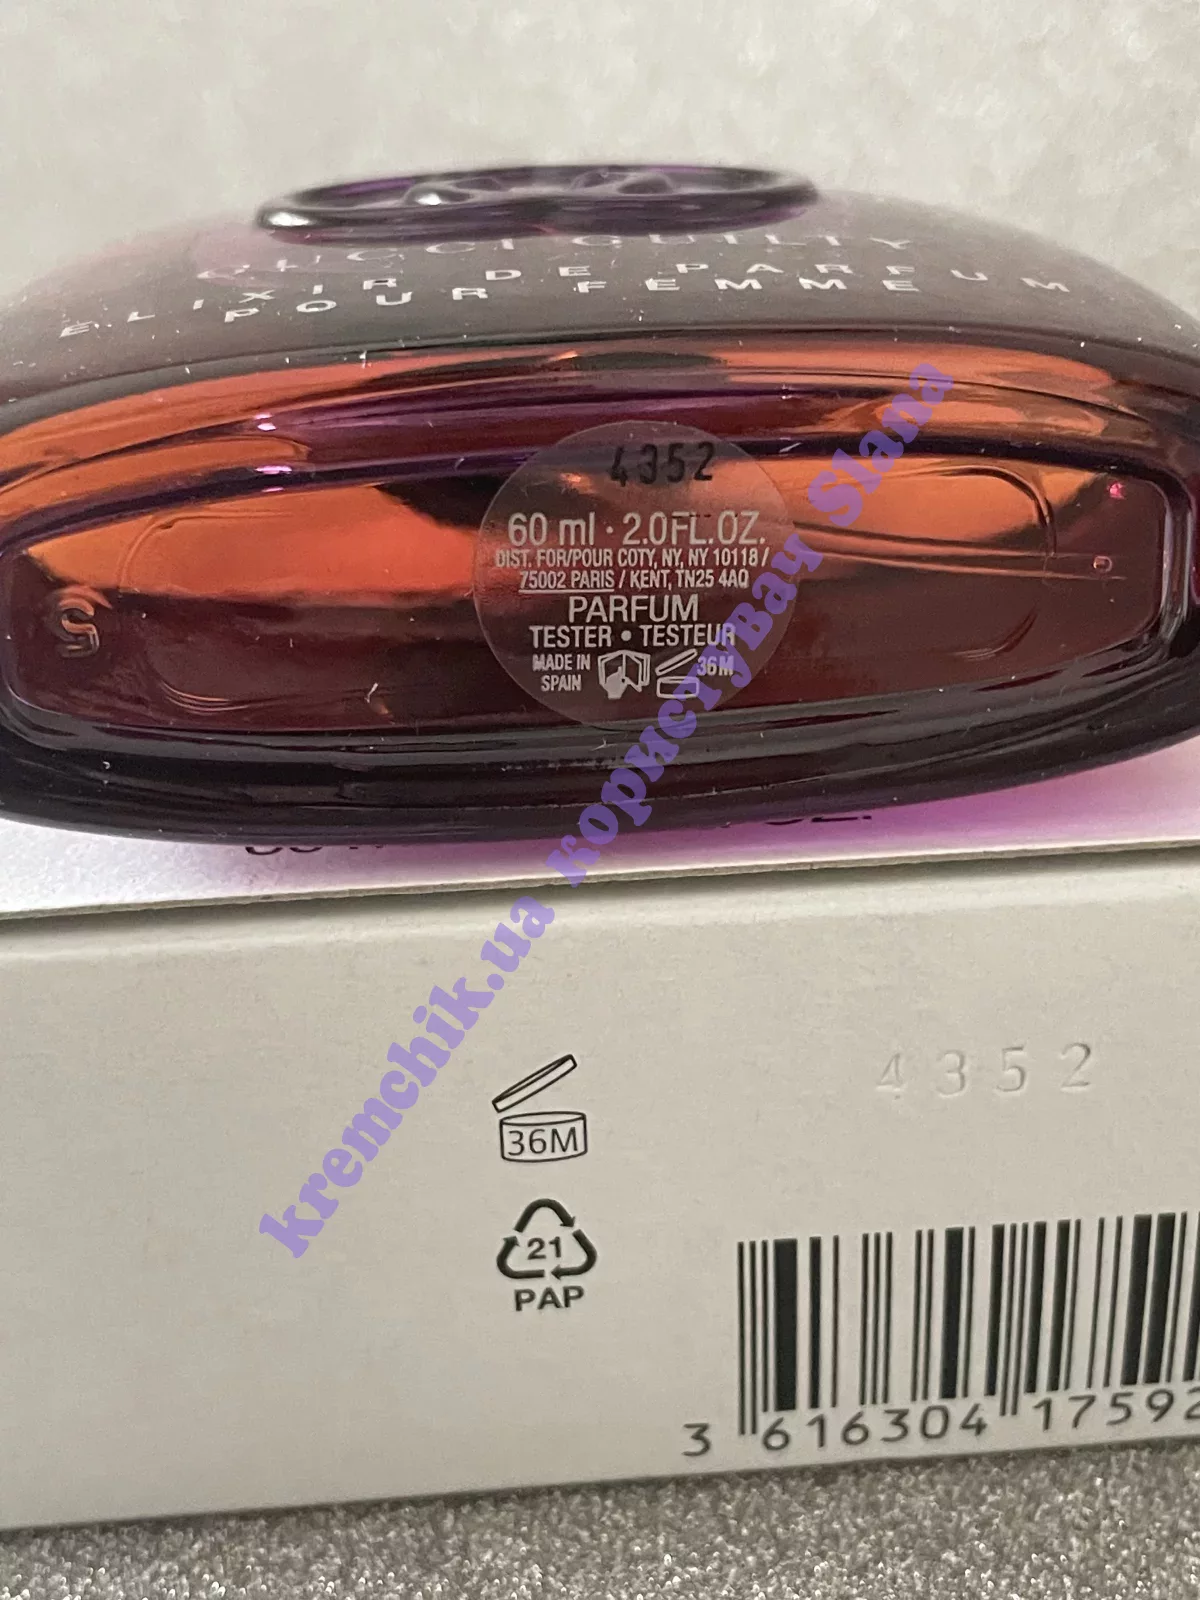 GUCCI GUILTY
ELIXIR DE PARFUM
POUR FEMME
4352
60 ml · 2.0FL.OZ.
DIST. FOR/POUR COTY, NY, NY 10118 /
75002 PARIS / KENT, TN25 4AQ
PARFUM
TESTER • TESTEUR
MADE IN
SPAIN
36M
5
kremchik.ua користувач Slana
4352
36M
21
PAP
3 616304 17592